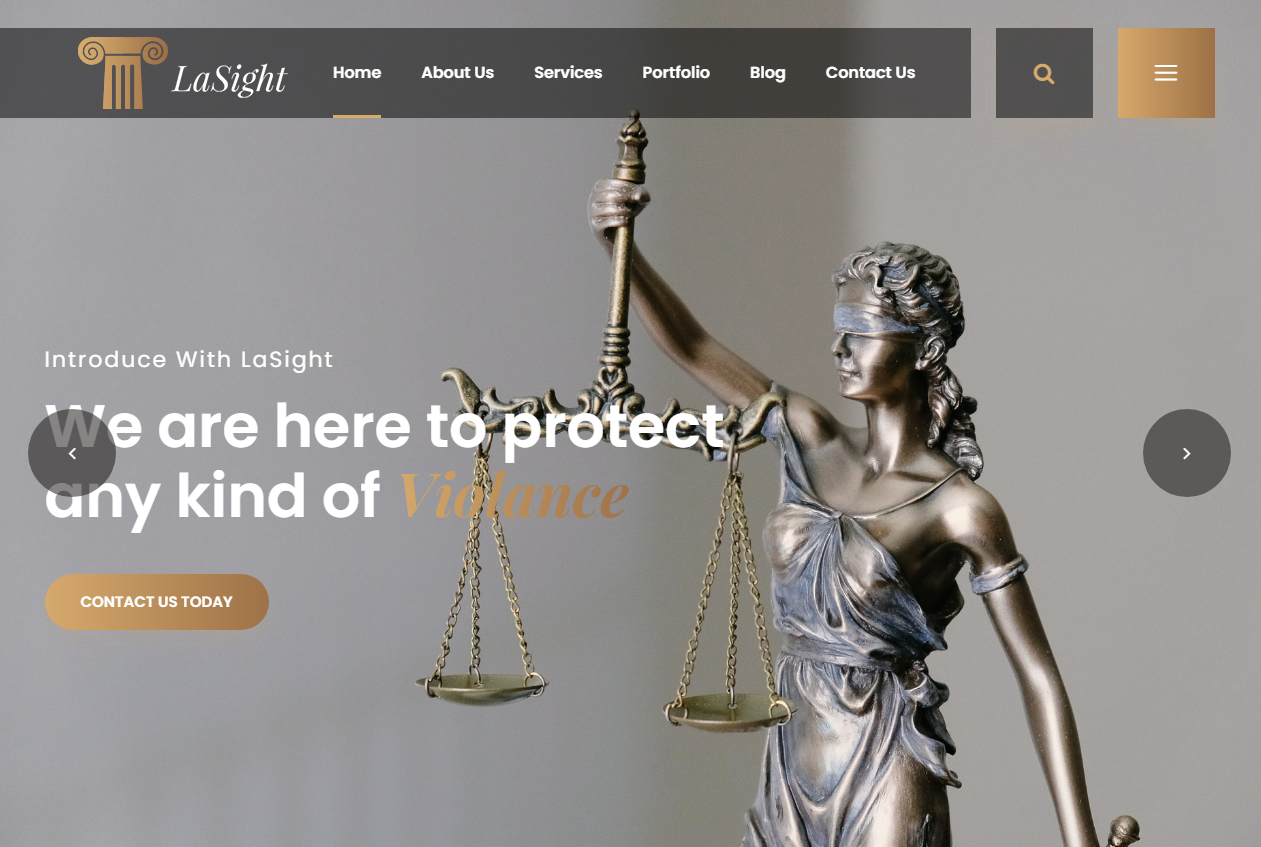 LaSight
Home About Us Services Portfolio Blog Contact Us
Introduce With LaSight
We are here to protect
any kind of Violance
CONTACT US TODAY